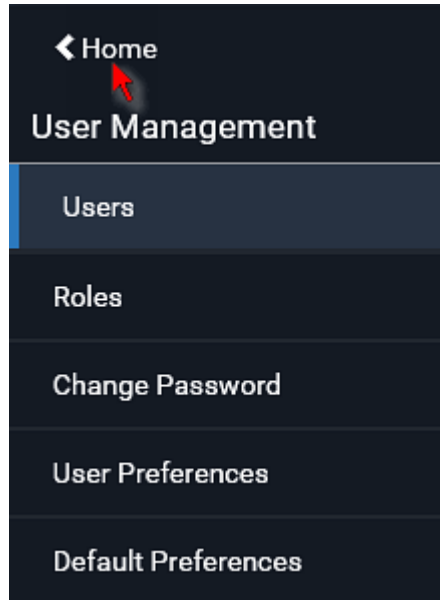 Home
User Management
Users
Roles
Change Password
User Preferences
Default Preferences